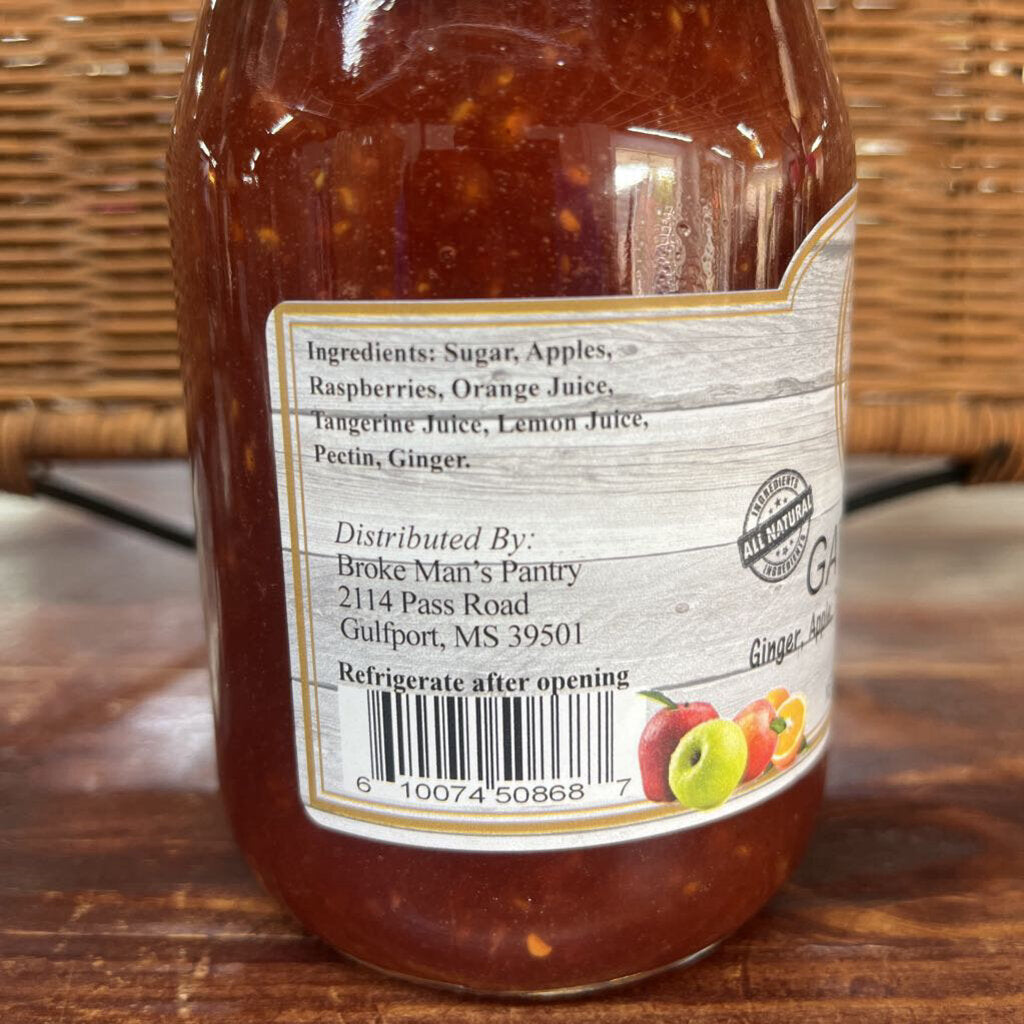 Ingredients: Sugar, Apples,
Raspberries, Orange Juice,
Tangerine Juice, Lemon Juice,
Pectin, Ginger.
Distributed By:
Broke Man's Pantry
2114 Pass Road
Gulfport, MS 39501
Refrigerate after opening
6 10074 50868 7
INGREDIENTS
ALL NATURAL
INGREDIENTS
GA
Ginger, Apple